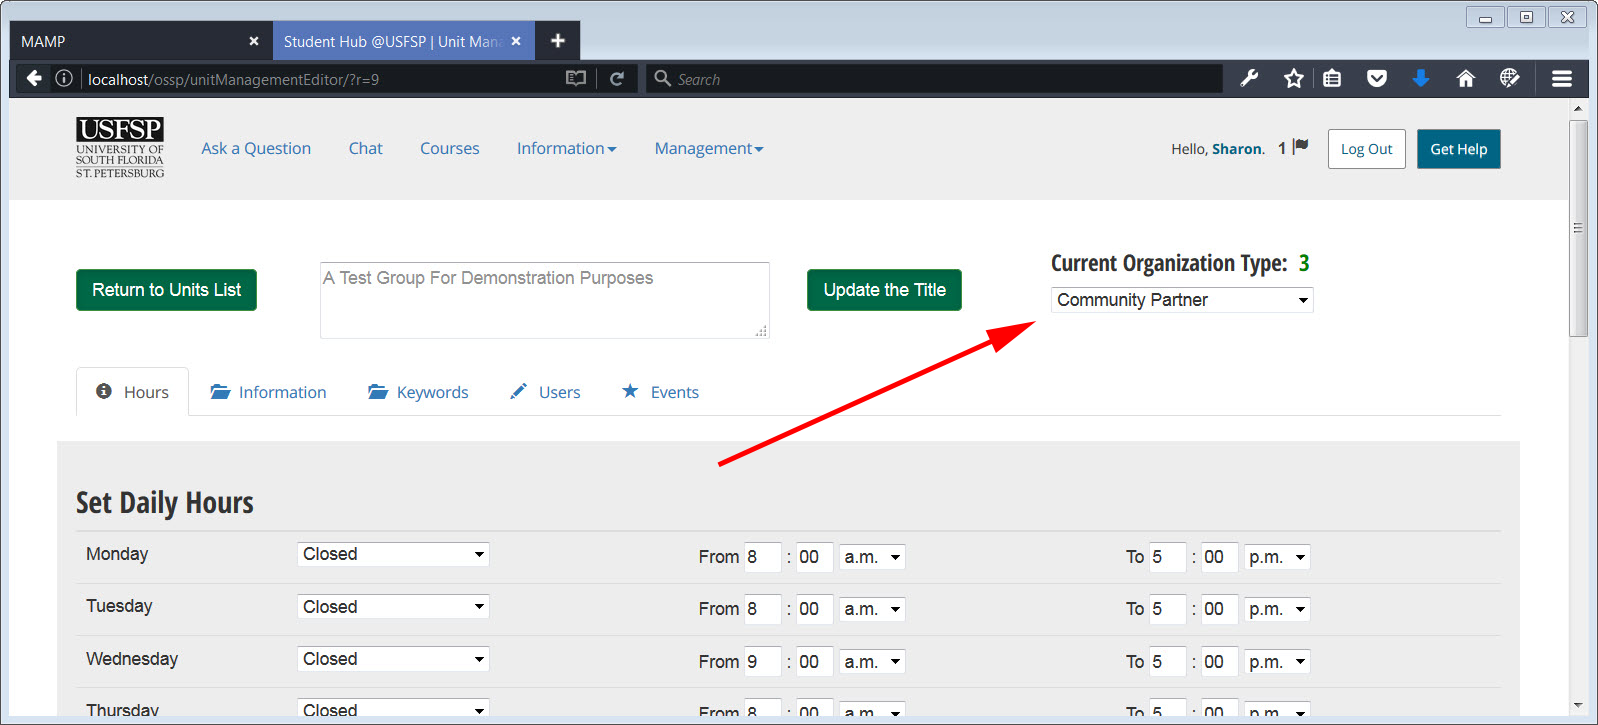 MAMP
Student Hub @USFSP | Unit Mana
localhost/ossp/unitManagementEditor/?r=9
Search
USFSP
UNIVERSITY OF
SOUTH FLORIDA
ST. PETERSBURG
Ask a Question Chat Courses Information Management
Hello, Sharon. 1
Log Out
Get Help
Return to Units List
A Test Group For Demonstration Purposes
Update the Title
Current Organization Type: 3
Community Partner
Hours Information Keywords Users Events
Set Daily Hours
Monday Closed From 8 : 00 a.m. To 5 : 00 p.m.
Tuesday Closed From 8 : 00 a.m. To 5 : 00 p.m.
Wednesday Closed From 9 : 00 a.m. To 5 : 00 p.m.
Thursday Closed From 8 : 00 a.m. To 5 : 00 p.m.